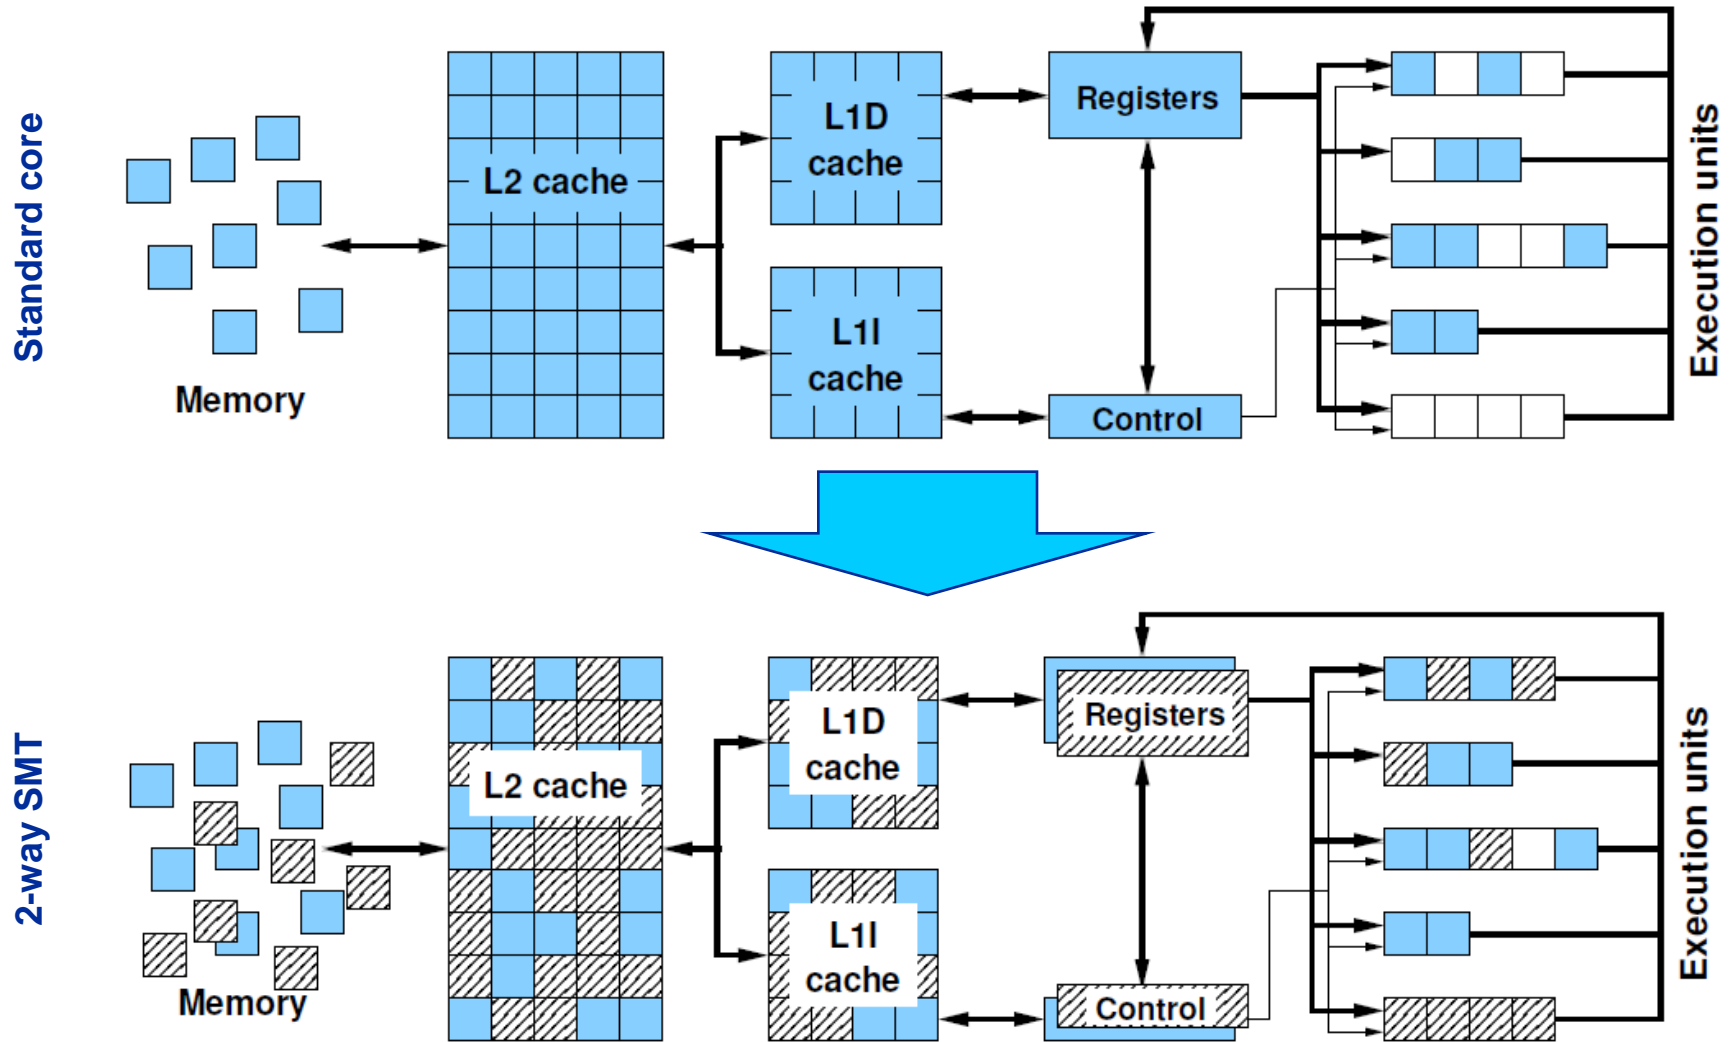 Standard core
Memory
L2 cache
L1D
cache
L1I
cache
Registers
Control
Execution units
2-way SMT
Memory
L2 cache
L1D
cache
L1I
cache
Registers
Control
Execution units